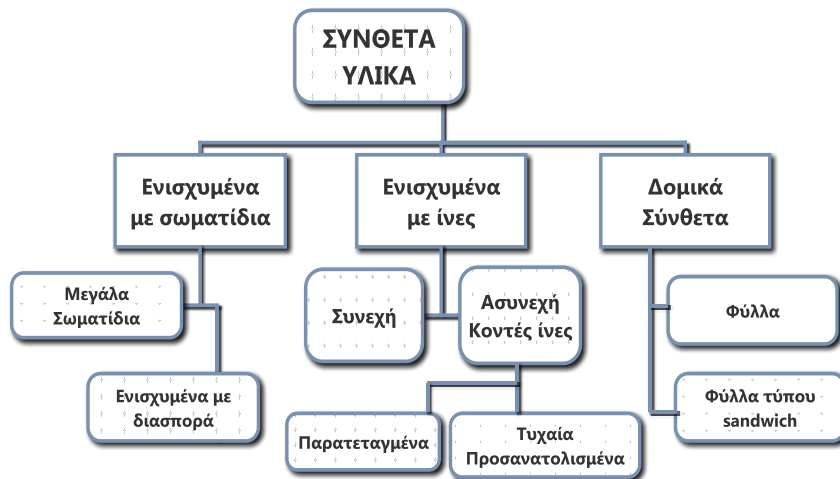 ΣΥΝΘΕΤΑ
ΥΛΙΚΑ
Ενισχυμένα
με σωματίδια
Ενισχυμένα
με ίνες
Δομικά
Σύνθετα
Μεγάλα
Σωματίδια
Συνεχή
Ασυνεχή
Κοντές ίνες
Φύλλα
Ενισχυμένα με
διασπορά
Παρατεταγμένα
Τυχαία
Προσανατολισμένα
Φύλλα τύπου
sandwich